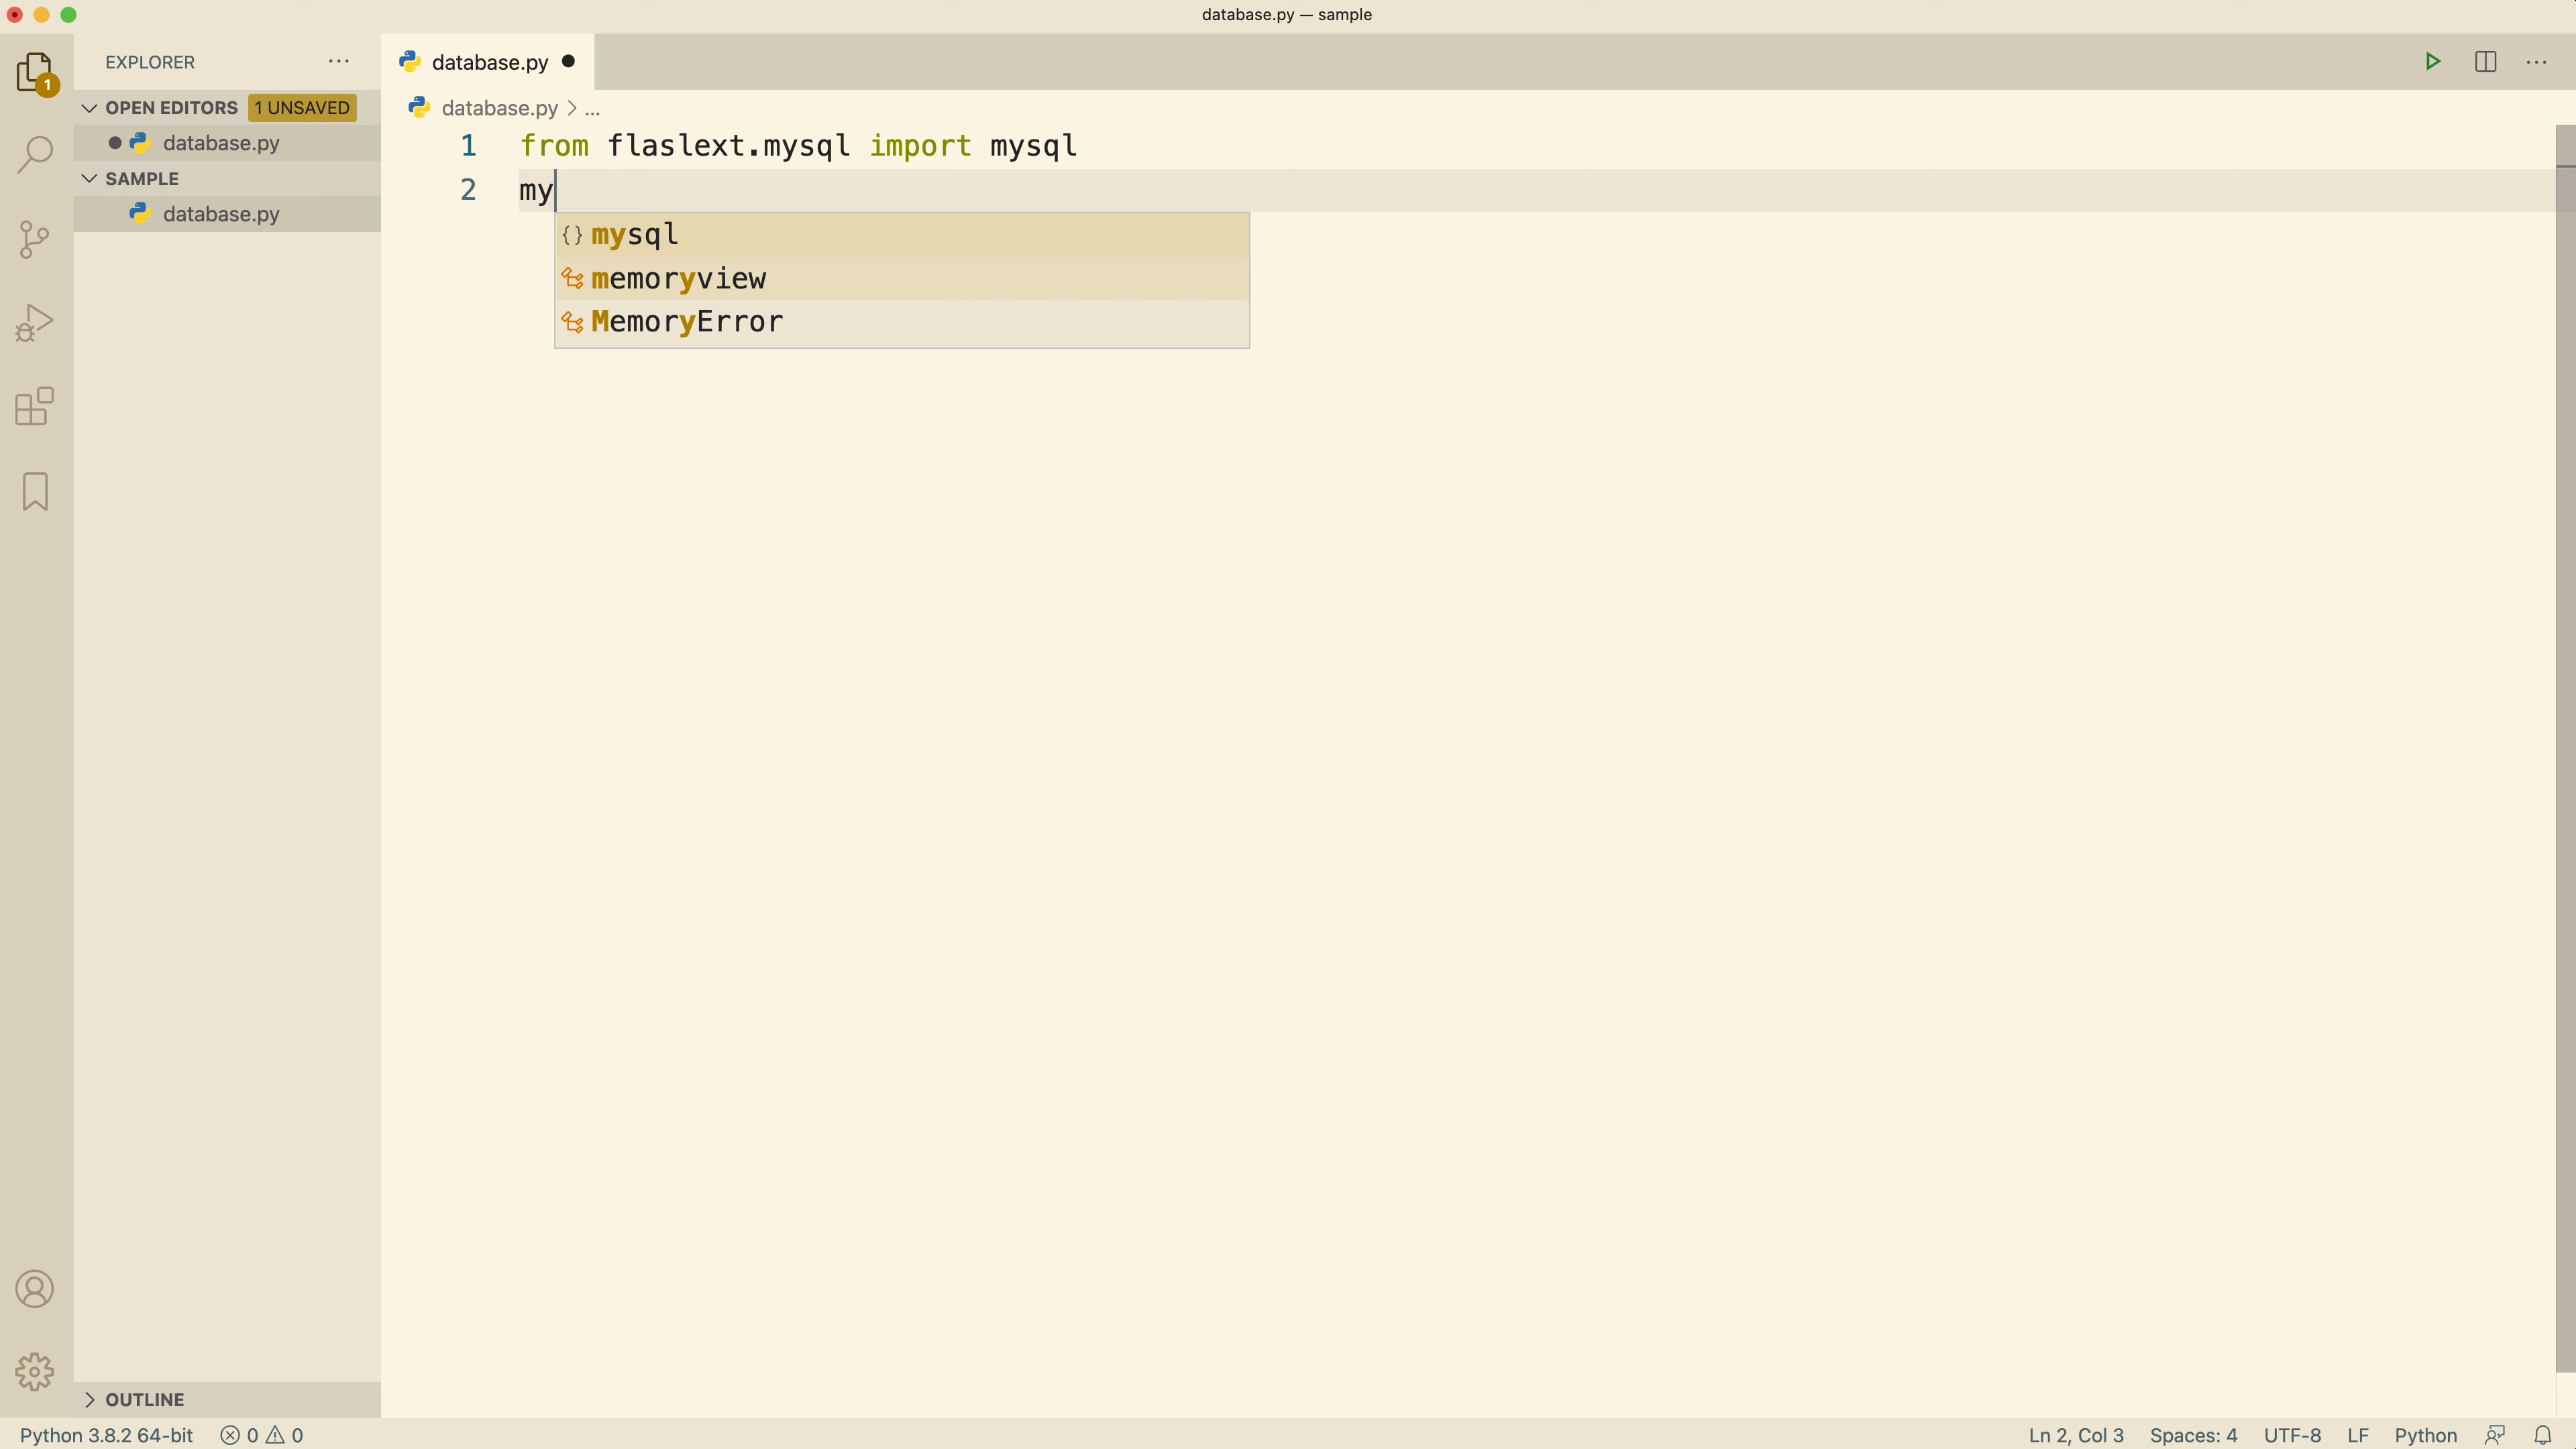 database.py — sample
EXPLORER ...
OPEN EDITORS 1 UNSAVED
database.py
SAMPLE
database.py
OUTLINE
1
database.py
database.py > ...
1 from flaslext.mysql import mysql
2 my
{} mysql
memoryview
MemoryError
Python 3.8.2 64-bit 0 0
Ln 2, Col 3 Spaces: 4 UTF-8 LF Python